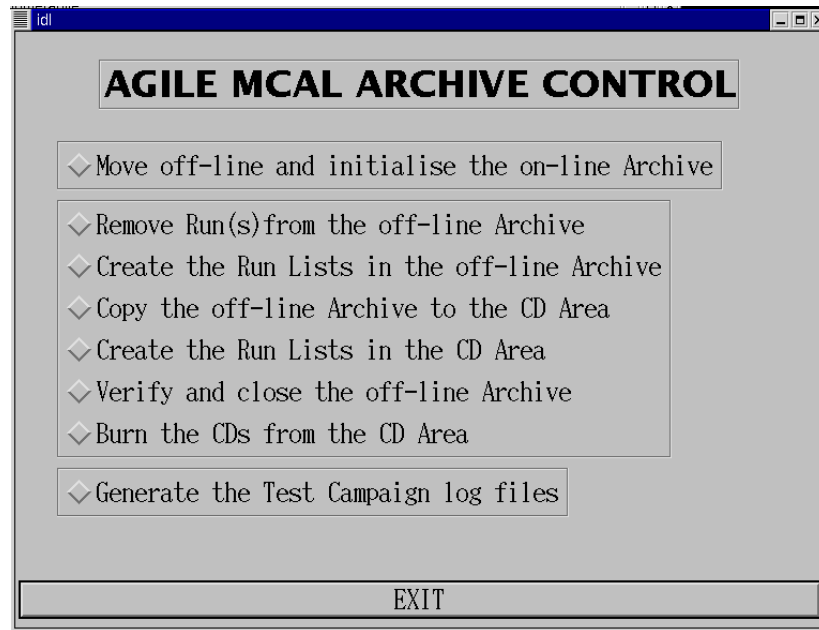 idl
AGILE MCAL ARCHIVE CONTROL
Move off-line and initialise the on-line Archive
Remove Run(s)from the off-line Archive
Create the Run Lists in the off-line Archive
Copy the off-line Archive to the CD Area
Create the Run Lists in the CD Area
Verify and close the off-line Archive
Burn the CDs from the CD Area
Generate the Test Campaign log files
EXIT